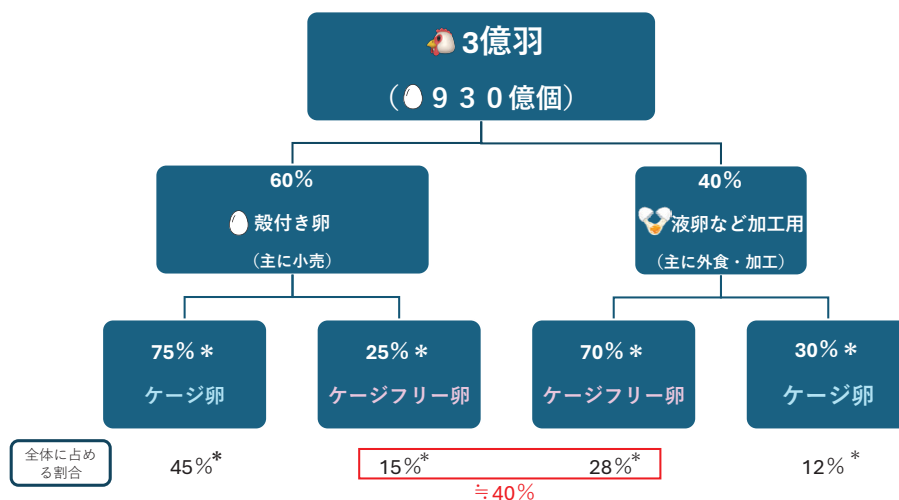 3億羽
（930億個）
60%
殻付き卵
（主に小売）
40%
液卵など加工用
（主に外食・加工）
75%＊
ケージ卵
25%＊
ケージフリー卵
70%＊
ケージフリー卵
30%＊
ケージ卵
全体に占め
る割合
45%*
15%*
28%*
12% *
≒40%